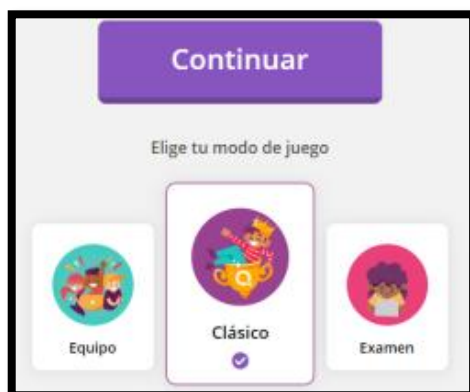 Continuar
Elige tu modo de juego
Equipo
Clásico
Examen